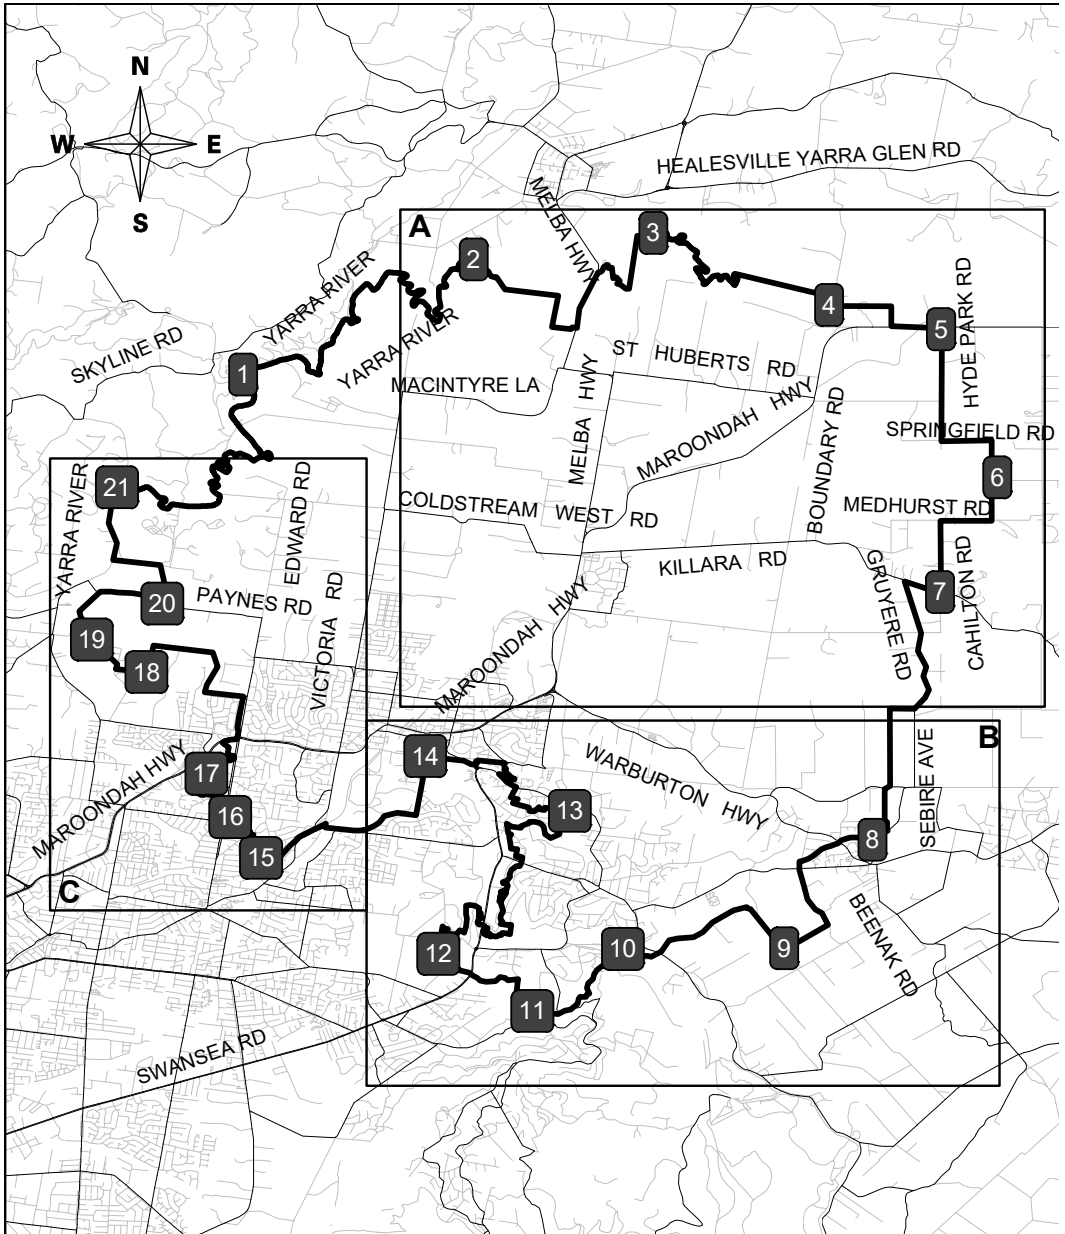 N
W
E
S
HEALESVILLE YARRA GLEN RD
MELBA HWY
A
3
2
YARRA RIVER
4
5
HYDE PARK RD
YARRA RIVER
SKYLINE RD
ST HUBERTS RD
1
MACINTYRE LA
MELBA HWY
MAROONDAH HWY
BOUNDARY RD
SPRINGFIELD RD
6
21
YARRA RIVER
EDWARD RD
COLDSTREAM WEST RD
MEDHURST RD
KILLARA RD
GRUYERE RD
7
CAHILTON RD
20
PAYNES RD
VICTORIA RD
19
18
MAROONDAH HWY
B
14
WARBURTON HWY
SEBIRE AVE
MAROONDAH HWY
17
16
13
15
8
C
BEENAK RD
12
10
9
11
SWANSEA RD